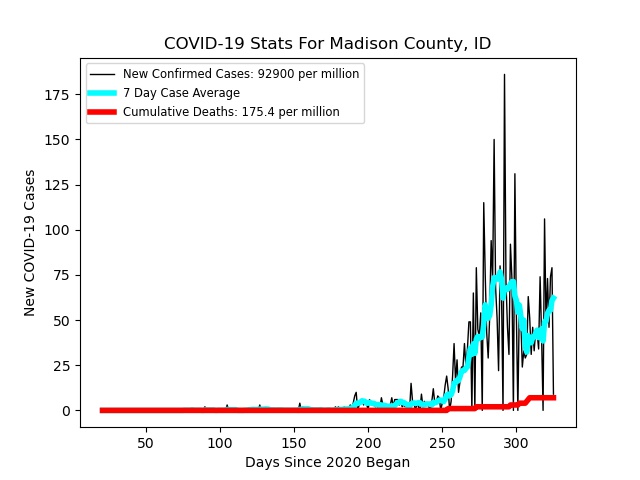 COVID-19 Stats For Madison County, ID
New Confirmed Cases: 92900 per million
7 Day Case Average
Cumulative Deaths: 175.4 per million
175
150
125
100
75
50
25
0
New COVID-19 Cases
50 100 150 200 250 300
Days Since 2020 Began